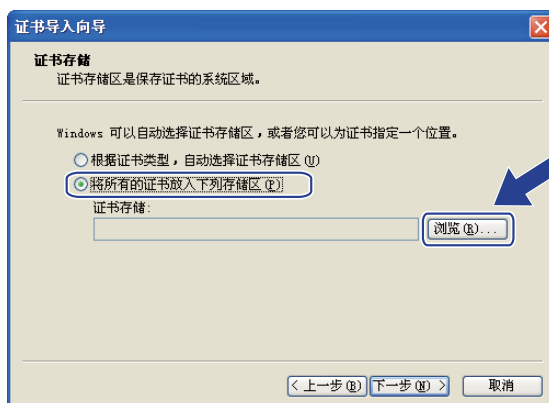 证书导入向导
证书存储
证书存储区是保存证书的系统区域。
Windows 可以自动选择证书存储区，或者您可以为证书指定一个位置。
根据证书类型，自动选择证书存储区(U)
将所有的证书放入下列存储区(P)
证书存储:
浏览(R)...
< 上一步(B) 下一步(N) > 取消